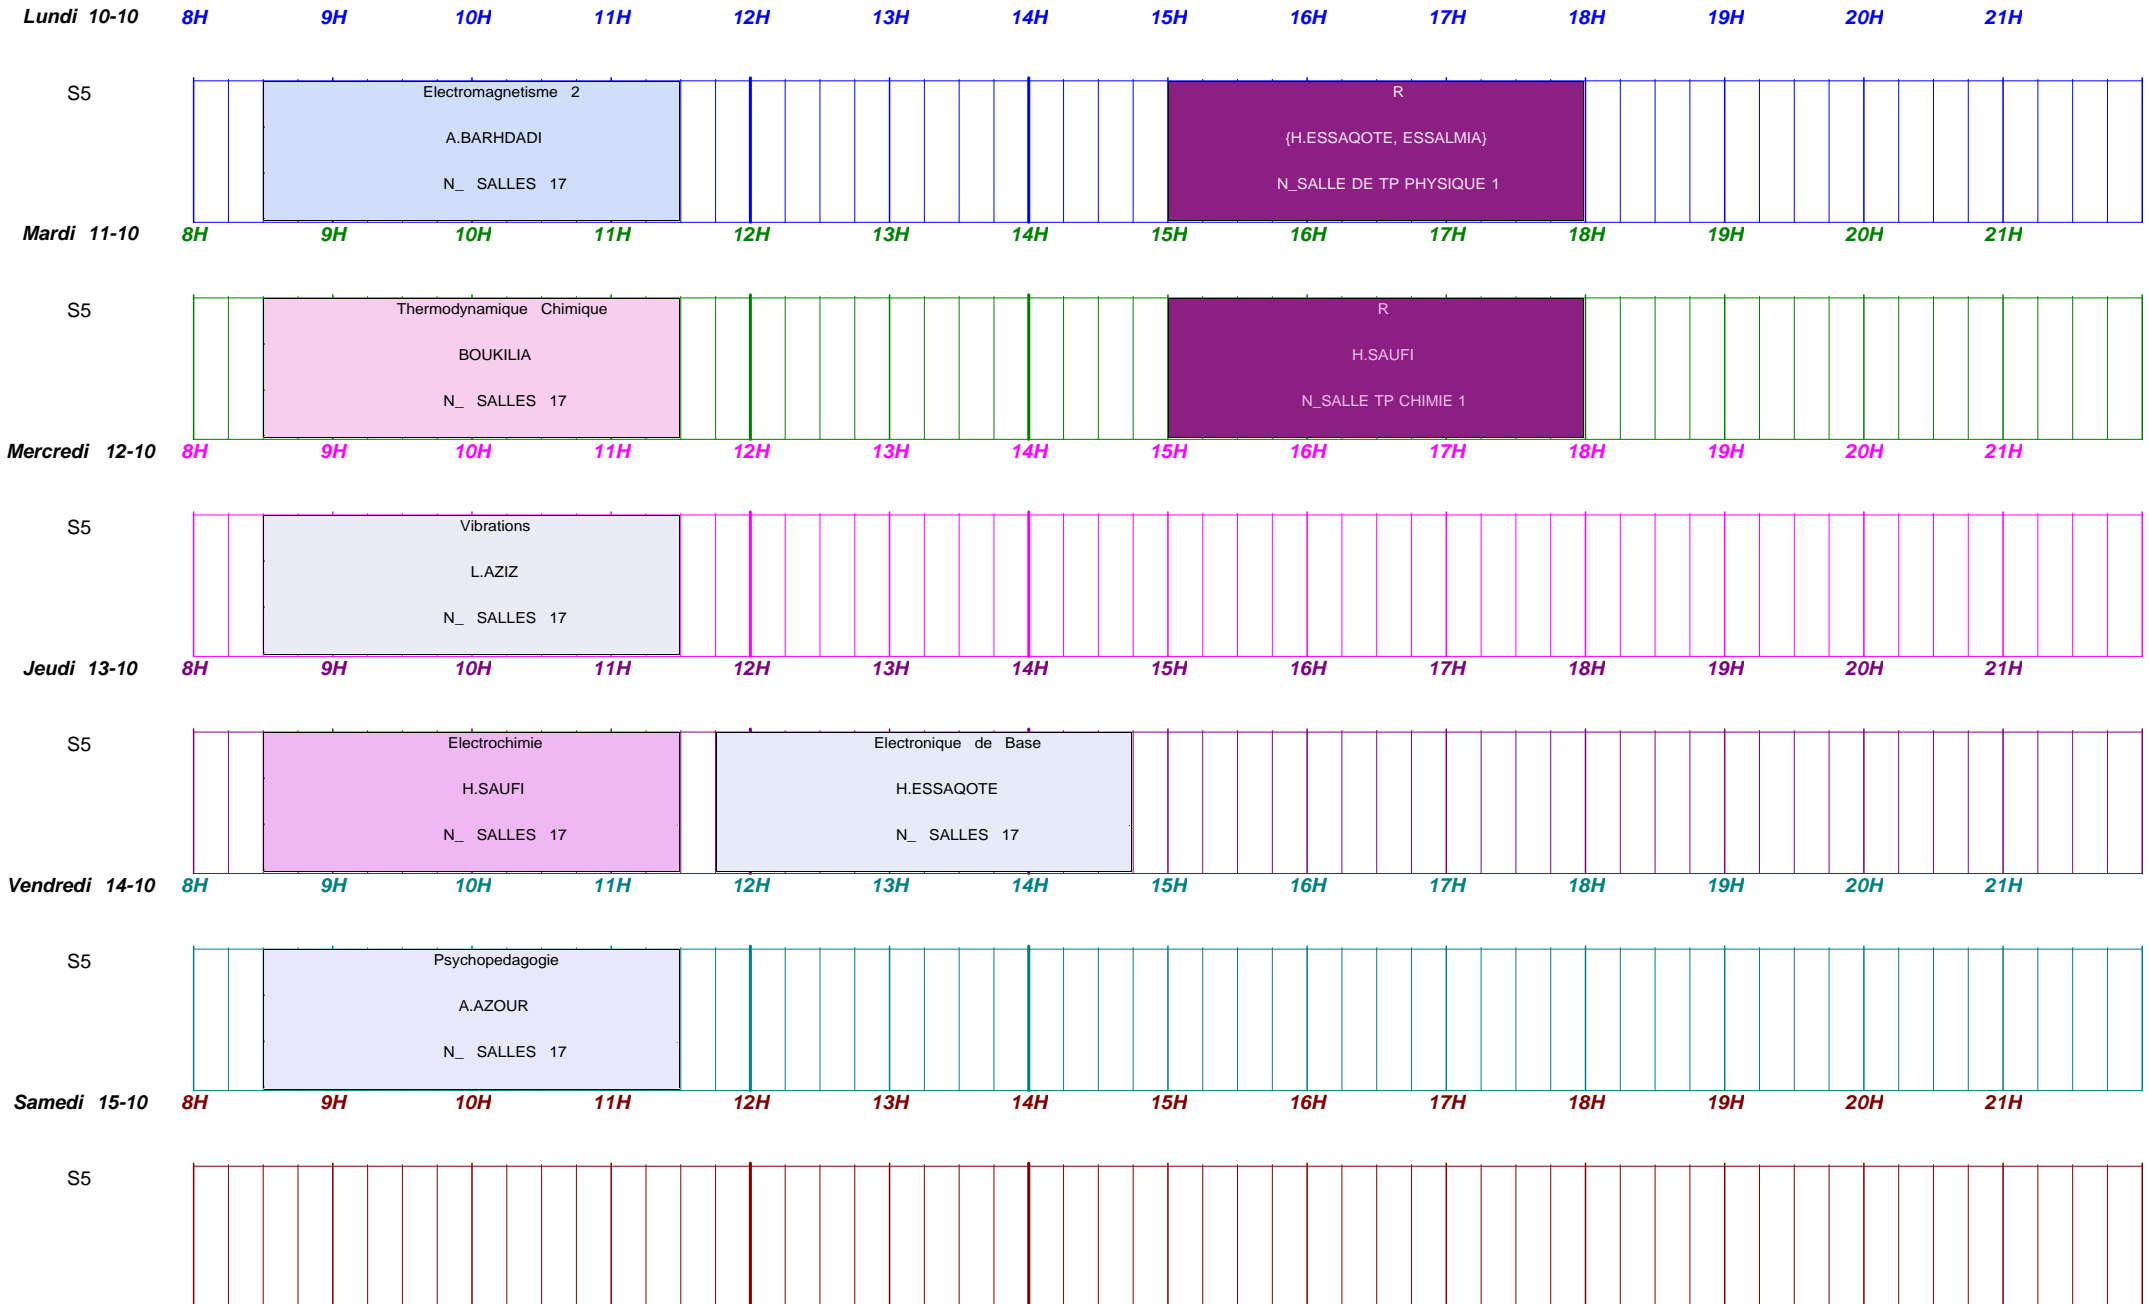 Lundi 10-10 8H 9H 10H 11H 12H 13H 14H 15H 16H 17H 18H 19H 20H 21H
S5
Electromagnetisme 2
A.BARHDADI
N_ SALLES 17
R
{H.ESSAQOTE, ESSALMIA}
N_SALLE DE TP PHYSIQUE 1
Mardi 11-10 8H 9H 10H 11H 12H 13H 14H 15H 16H 17H 18H 19H 20H 21H
S5
Thermodynamique Chimique
BOUKILIA
N_ SALLES 17
R
H.SAUFI
N_SALLE TP CHIMIE 1
Mercredi 12-10 8H 9H 10H 11H 12H 13H 14H 15H 16H 17H 18H 19H 20H 21H
S5
Vibrations
L.AZIZ
N_ SALLES 17
Jeudi 13-10 8H 9H 10H 11H 12H 13H 14H 15H 16H 17H 18H 19H 20H 21H
S5
Electrochimie
H.SAUFI
N_ SALLES 17
Electronique de Base
H.ESSAQOTE
N_ SALLES 17
Vendredi 14-10 8H 9H 10H 11H 12H 13H 14H 15H 16H 17H 18H 19H 20H 21H
S5
Psychopedagogie
A.AZOUR
N_ SALLES 17
Samedi 15-10 8H 9H 10H 11H 12H 13H 14H 15H 16H 17H 18H 19H 20H 21H
S5